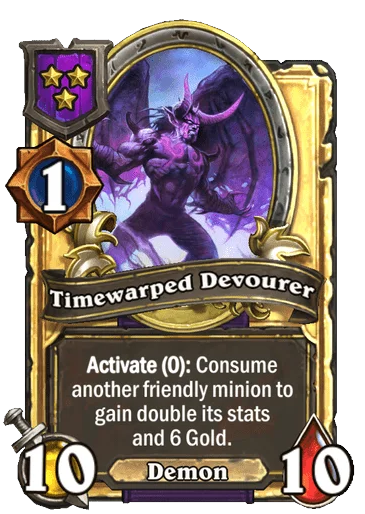 1
Timewarped Devourer
Activate (0): Consume
another friendly minion to
gain double its stats
and 6 Gold.
10
Demon
10